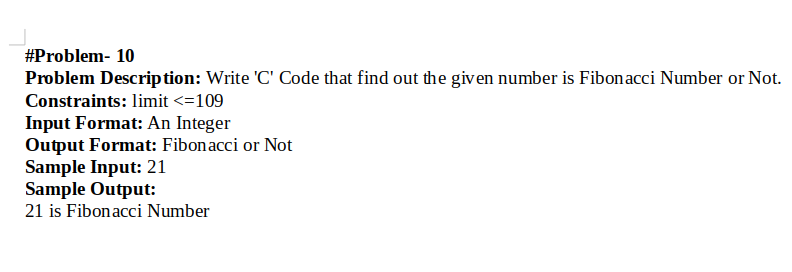 #Problem- 10
Problem Description: Write 'C' Code that find out the given number is Fibonacci Number or Not.
Constraints: limit <=109
Input Format: An Integer
Output Format: Fibonacci or Not
Sample Input: 21
Sample Output:
21 is Fibonacci Number